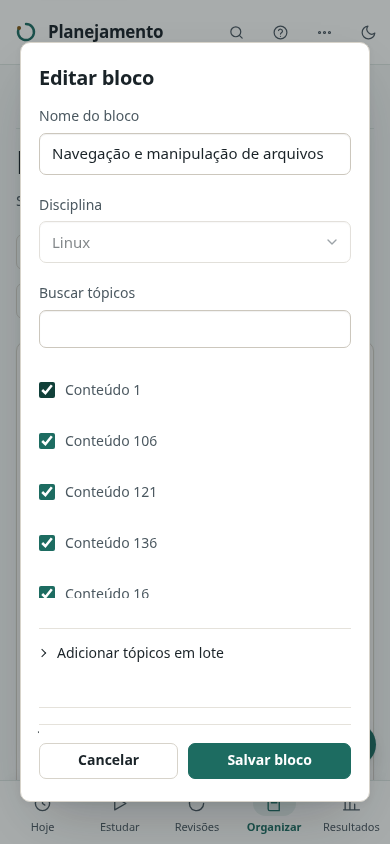 Planejamento
Editar bloco
Nome do bloco
Navegação e manipulação de arquivos
Disciplina
Linux
Buscar tópicos
Conteúdo 1
Conteúdo 106
Conteúdo 121
Conteúdo 136
Conteúdo 16
Adicionar tópicos em lote
Cancelar
Salvar bloco
Hoje
Estudar
Revisões
Organizar
Resultados